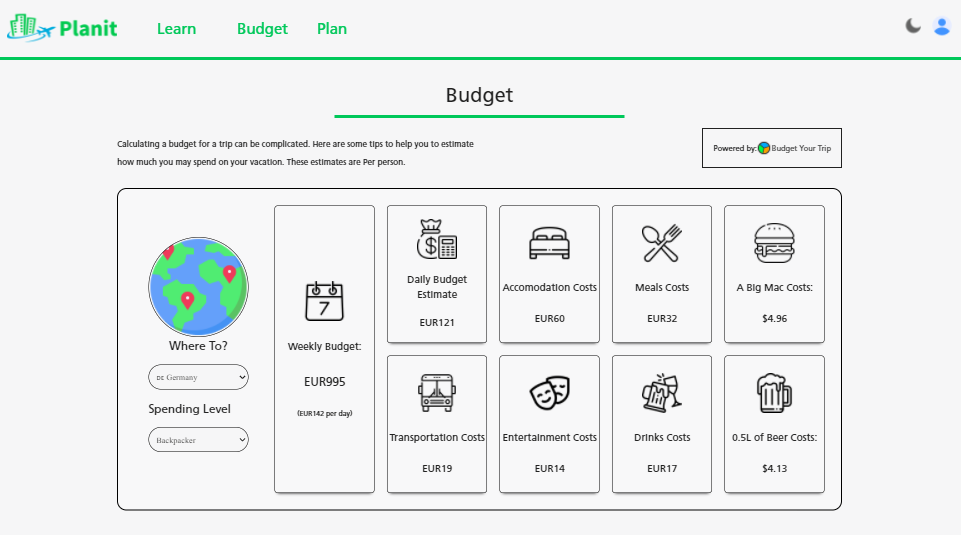 Planit
Learn
Budget
Plan
Budget
Calculating a budget for a trip can be complicated. Here are some tips to help you to estimate
how much you may spend on your vacation. These estimates are Per person.
Powered by: Budget Your Trip
Where To?
DE Germany
Spending Level
Backpacker
7
Weekly Budget:
EUR995
(EUR142 per day)
$
Daily Budget
Estimate
EUR121
Accomodation Costs
EUR60
Meals Costs
EUR32
A Big Mac Costs:
$4.96
Transportation Costs
EUR19
Entertainment Costs
EUR14
Drinks Costs
EUR17
0.5L of Beer Costs:
$4.13